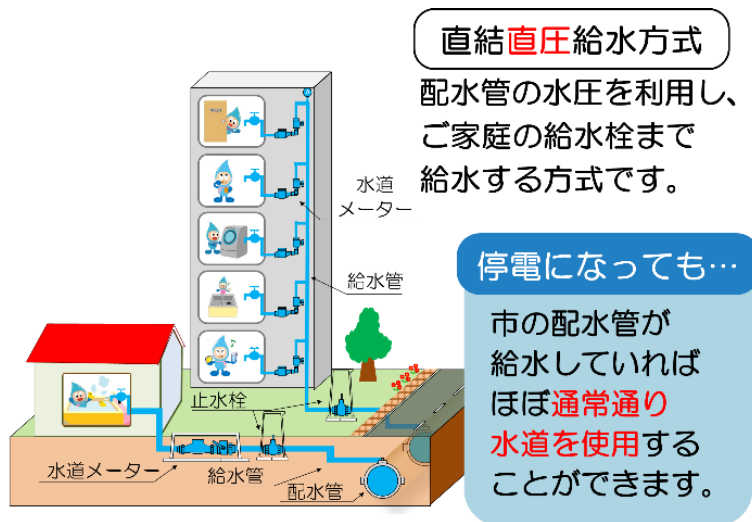 直結直圧給水方式
配水管の水圧を利用し、
ご家庭の給水栓まで
給水する方式です。
水道
メーター
給水管
停電になっても…
市の配水管が
給水していれば
ほぼ通常通り
水道を使用する
ことができます。
止水栓
水道メーター
給水管
配水管